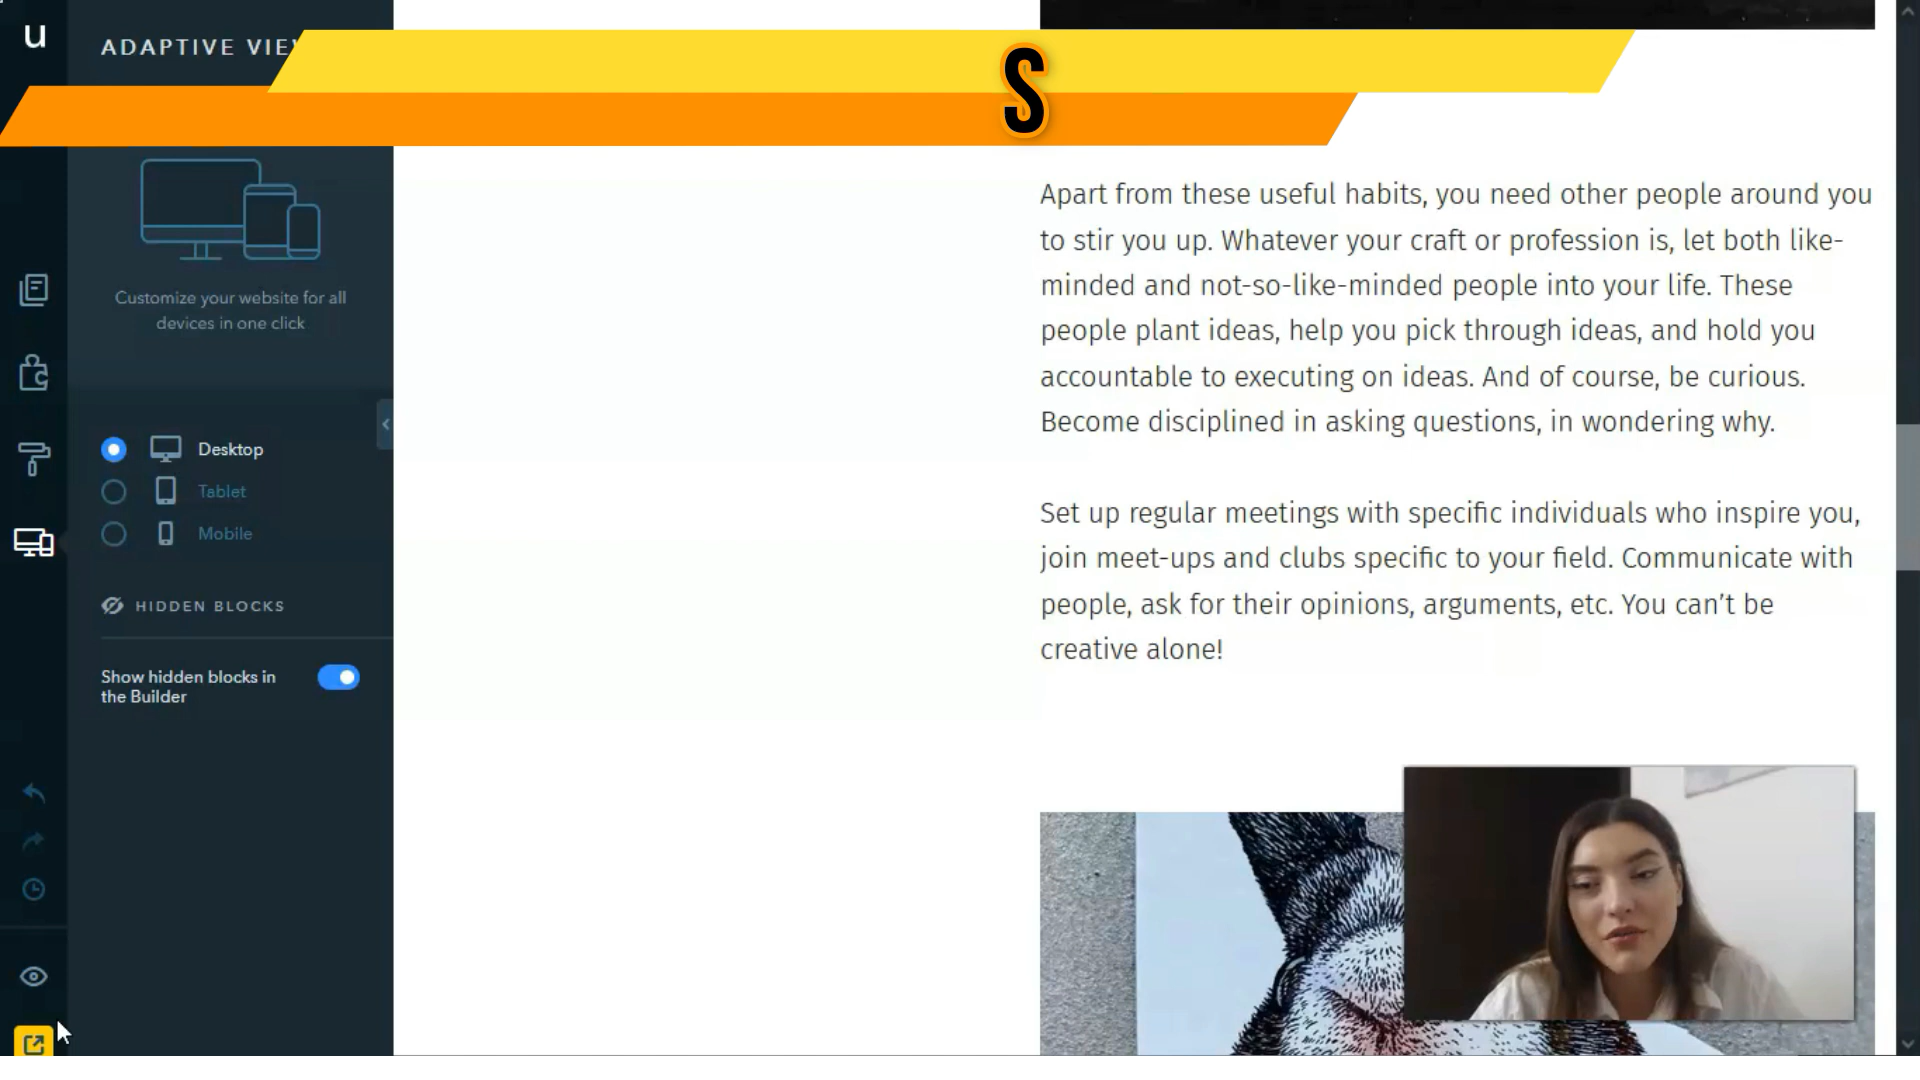 u
ADAPTIVE VIE
S
Customize your website for all
devices in one click
Desktop
Tablet
Mobile
HIDDEN BLOCKS
Show hidden blocks in
the Builder
Apart from these useful habits, you need other people around you
to stir you up. Whatever your craft or profession is, let both like-
minded and not-so-like-minded people into your life. These
people plant ideas, help you pick through ideas, and hold you
accountable to executing on ideas. And of course, be curious.
Become disciplined in asking questions, in wondering why.
Set up regular meetings with specific individuals who inspire you,
join meet-ups and clubs specific to your field. Communicate with
people, ask for their opinions, arguments, etc. You can’t be
creative alone!